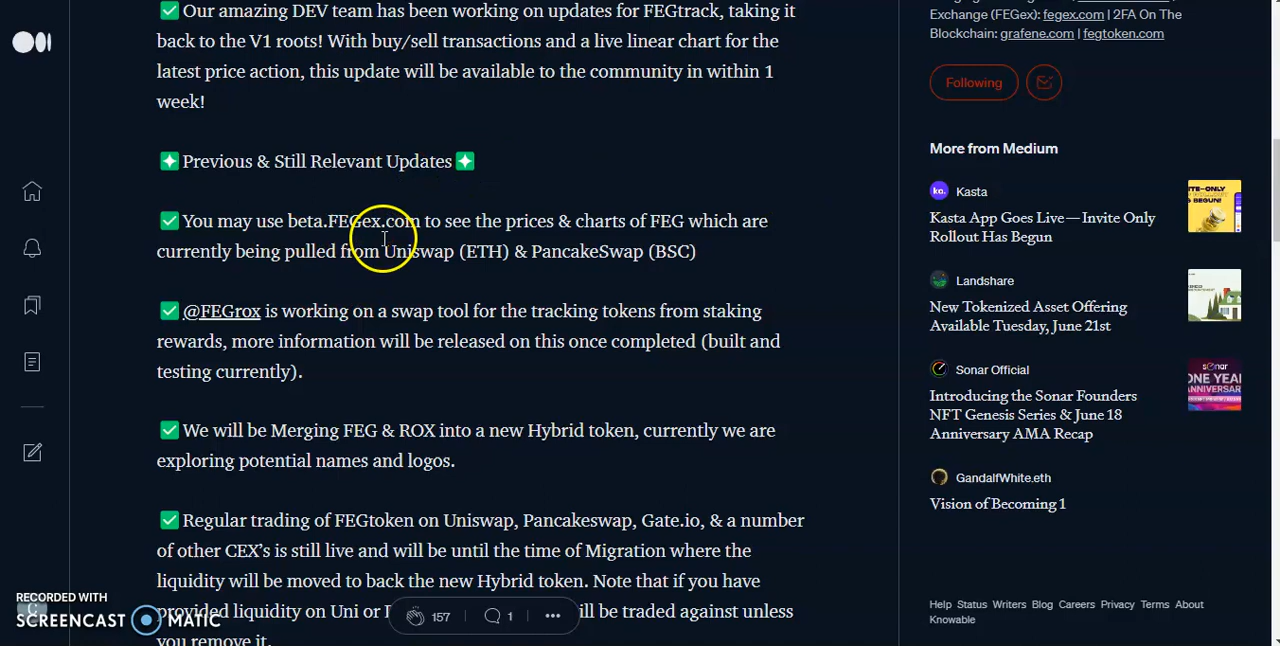 ✅Our amazing DEV team has been working on updates for FEGtrack, taking it
back to the V1 roots! With buy/sell transactions and a live linear chart for the
latest price action, this update will be available to the community in within 1
week!
Previous & Still Relevant Updates
✅You may use beta.FEGex.com to see the prices & charts of FEG which are
currently being pulled from Uniswap (ETH) & PancakeSwap (BSC)
✅@FEGrox is working on a swap tool for the tracking tokens from staking
rewards, more information will be released on this once completed (built and
testing currently).
✅We will be Merging FEG & ROX into a new Hybrid token, currently we are
exploring potential names and logos.
✅Regular trading of FEGtoken on Uniswap, Pancakeswap, Gate.io, & a number
of other CEX's is still live and will be until the time of Migration where the
liquidity will be moved to back the new Hybrid token. Note that if you have
provided liquidity on Uni or ill be traded against unless
you remove it.
157
1
Exchange (FEGex): fegex.com | 2FA On The
Blockchain: grafene.com | fegtoken.com
Following
More from Medium
ko. Kasta
Kasta App Goes Live—Invite Only
Rollout Has Begun
Landshare
New Tokenized Asset Offering
Available Tuesday, June 21st
Sonar Official
Introducing the Sonar Founders
NFT Genesis Series & June 18
Anniversary AMA Recap
sonar
ONE YEAR
ANNIVERSARY
GandalfWhite.eth
Vision of Becoming 1
Help Status Writers Blog Careers Privacy Terms About
Knowable
RECORDED WITH
SCREENCAST MATIC